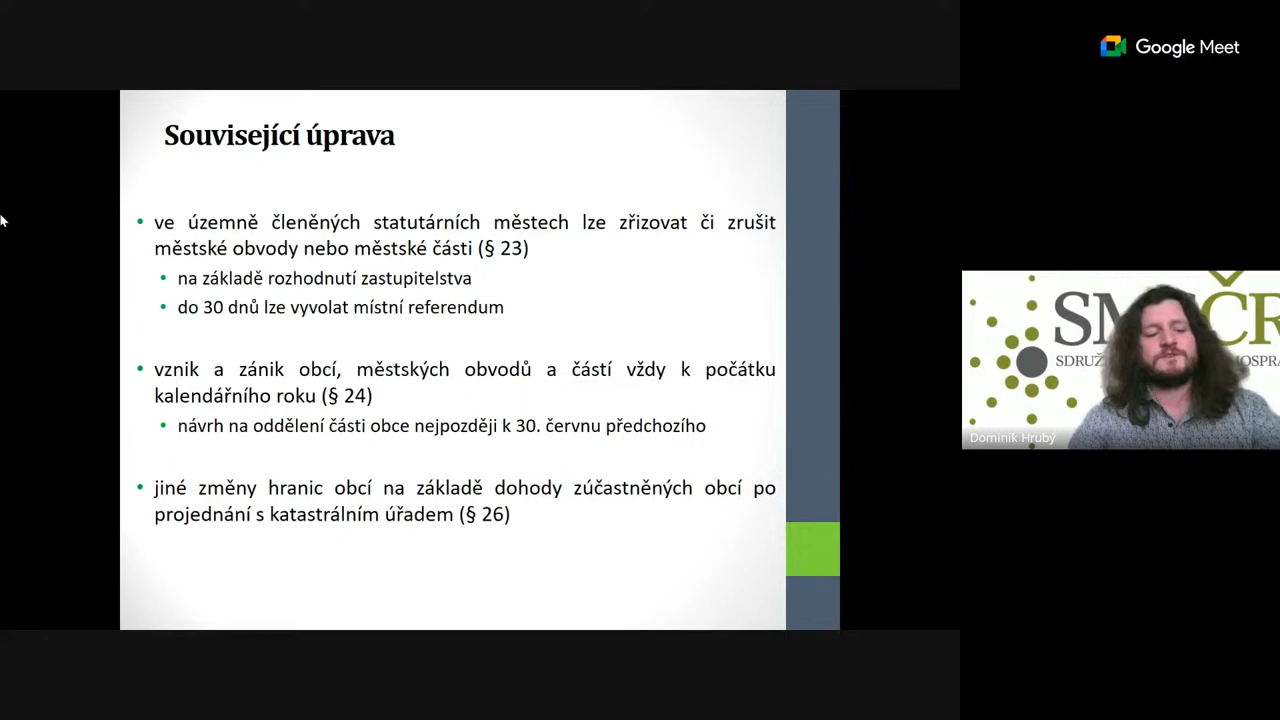 Google Meet
Související úprava
• ve územně členěných statutárních městech lze zřizovat či zrušit
městské obvody nebo městské části (§ 23)
• na základě rozhodnutí zastupitelstva
• do 30 dnů lze vyvolat místní referendum
• vznik a zánik obcí, městských obvodů a částí vždy k počátku
kalendářního roku (§ 24)
• návrh na oddělení části obce nejpozději k 30. červnu předchozího
• jiné změny hranic obcí na základě dohody zúčastněných obcí po
projednání s katastrálním úřadem (§ 26)
Dominik Hrubý